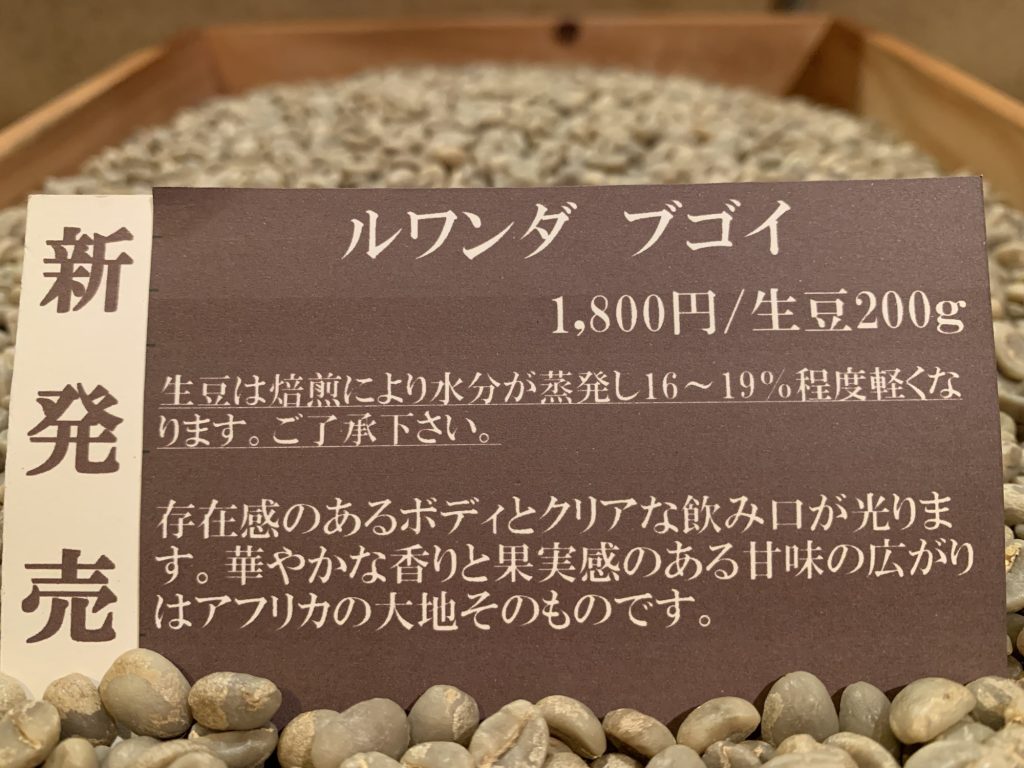 新発売
ルワンダ ブゴイ
1,800円/生豆200g
生豆は焙煎により水分が蒸発し16～19%程度軽くな
ります。ご了承下さい。
存在感のあるボディとクリアな飲み口が光りま
す。華やかな香りと果実感のある甘味の広がり
はアフリカの大地そのものです。